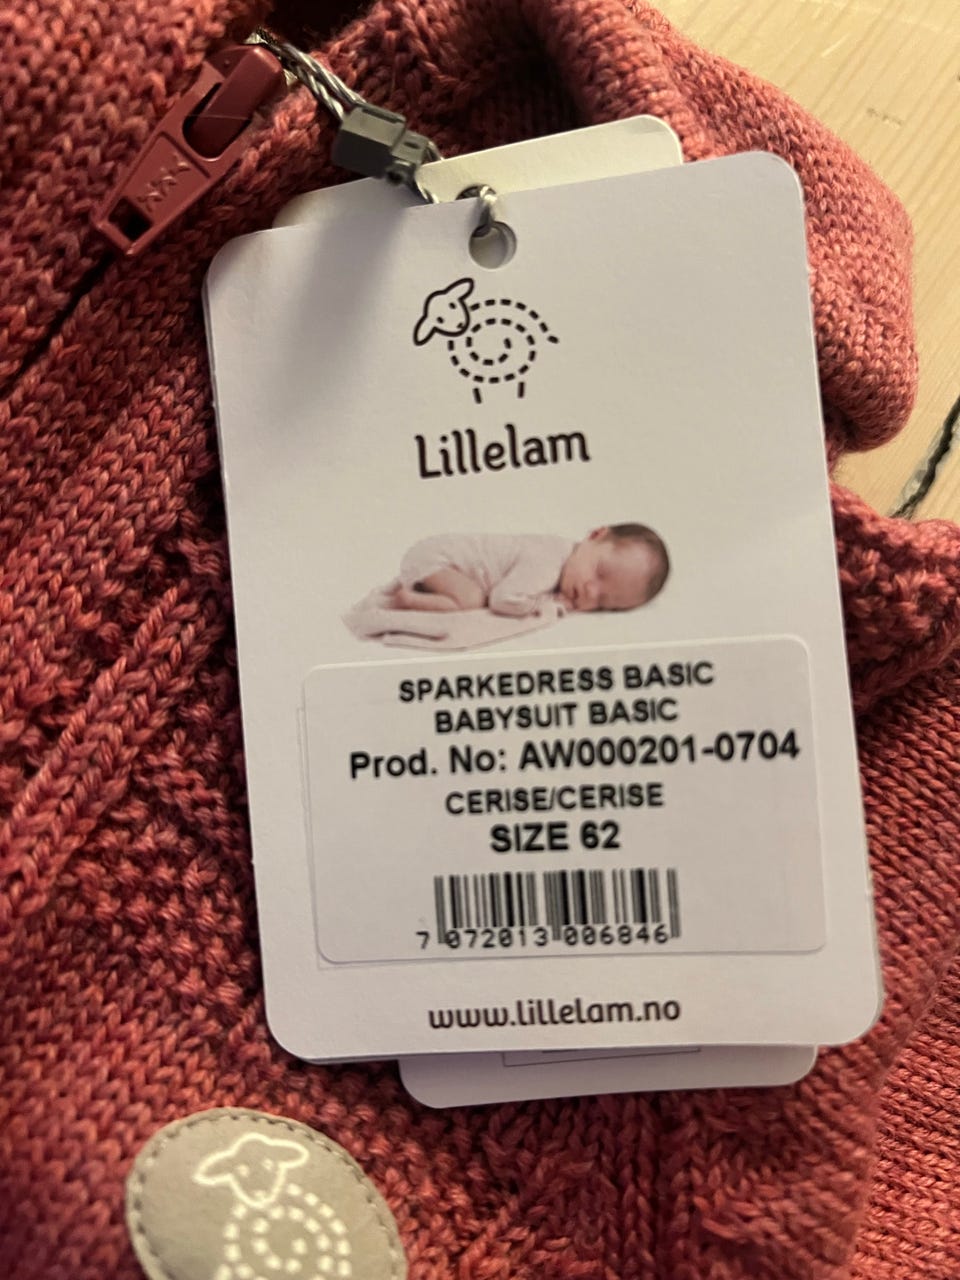 Lillelam
SPARKEDRESS BASIC
BABYSUIT BASIC
Prod. No: AW000201-0704
CERISE/CERISE
SIZE 62
7 072013 006846
www.lillelam.no